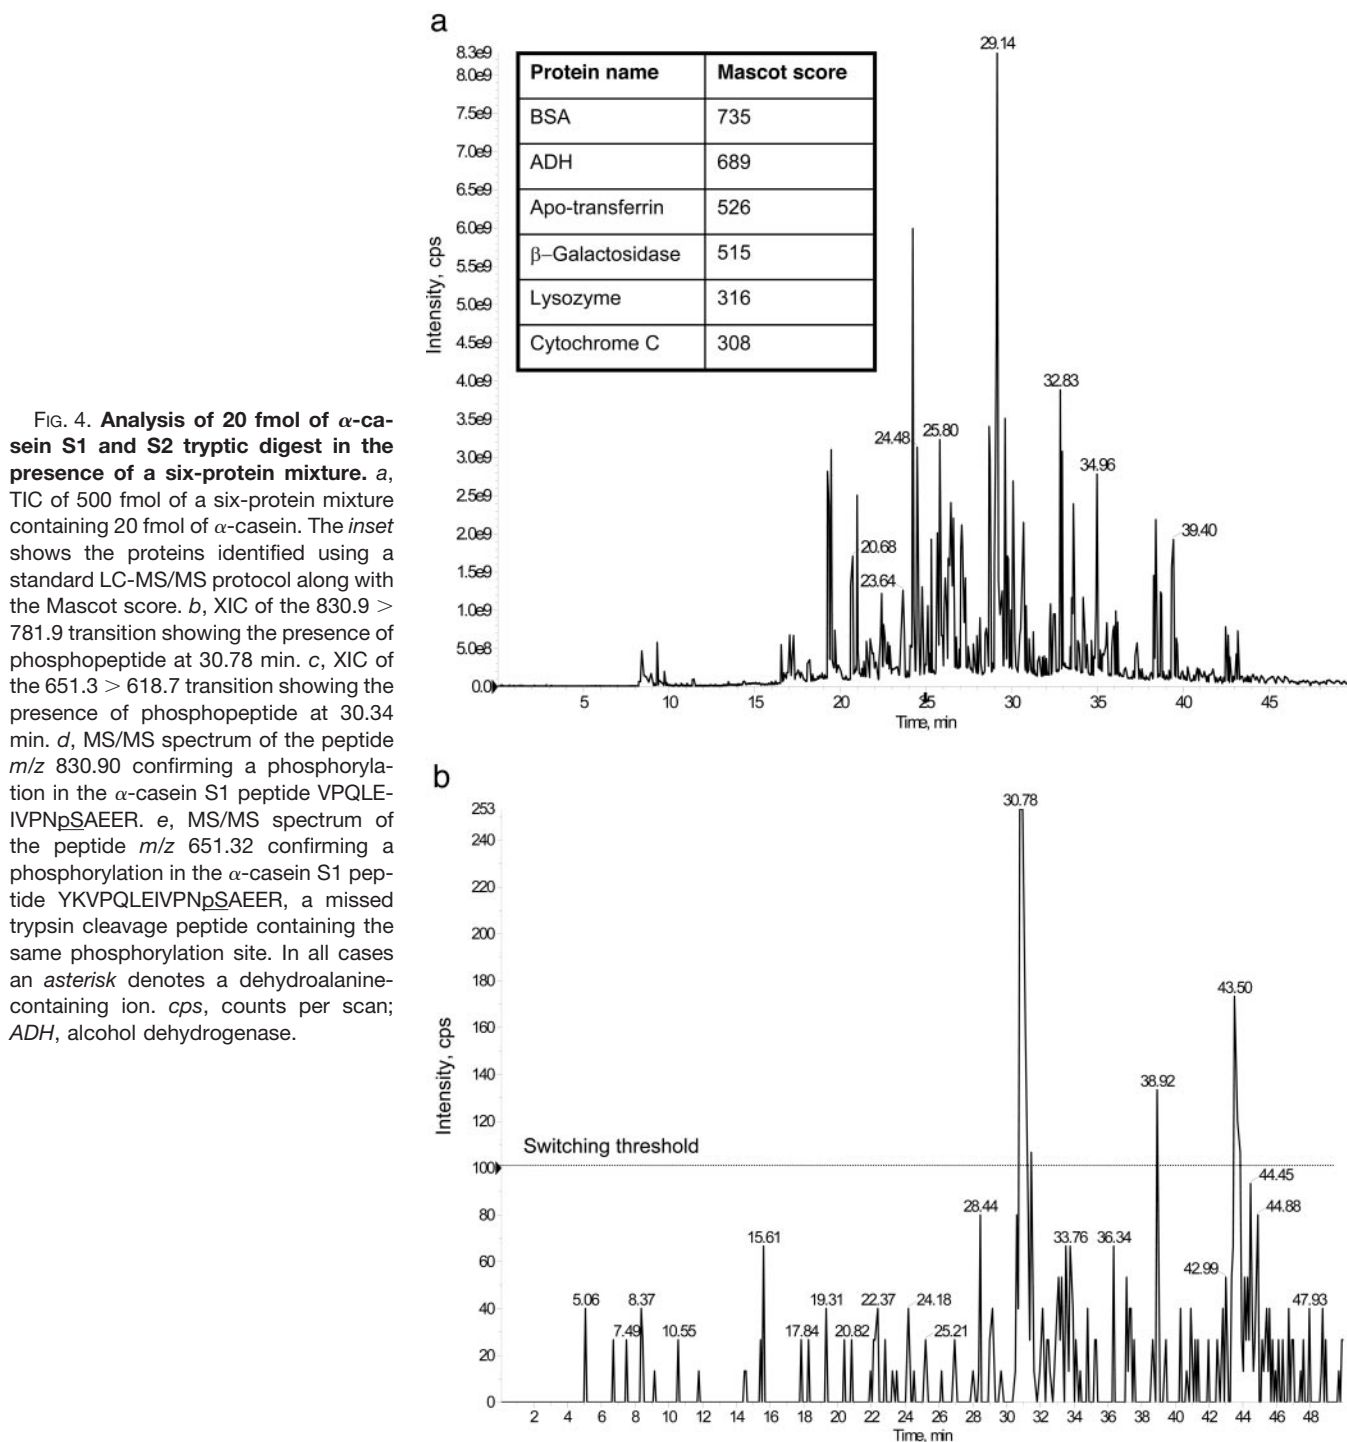 FIG. 4. Analysis of 20 fmol of α-ca-
sein S1 and S2 tryptic digest in the
presence of a six-protein mixture. a,
TIC of 500 fmol of a six-protein mixture
containing 20 fmol of α-casein. The inset
shows the proteins identified using a
standard LC-MS/MS protocol along with
the Mascot score. b, XIC of the 830.9 >
781.9 transition showing the presence of
phosphopeptide at 30.78 min. c, XIC of
the 651.3 > 618.7 transition showing the
presence of phosphopeptide at 30.34
min. d, MS/MS spectrum of the peptide
m/z 830.90 confirming a phosphoryla-
tion in the α-casein S1 peptide VPQLE-
IVPNpSAEER. e, MS/MS spectrum of
the peptide m/z 651.32 confirming a
phosphorylation in the α-casein S1 pep-
tide YKVPQLEIVPNpSAEER, a missed
trypsin cleavage peptide containing the
same phosphorylation site. In all cases
an asterisk denotes a dehydroalanine-
containing ion. cps, counts per scan;
ADH, alcohol dehydrogenase.
a
Protein name Mascot score
BSA 735
ADH 689
Apo-transferrin 526
β-Galactosidase 515
Lysozyme 316
Cytochrome C 308
Intensity, cps
8.3e9
8.0e9
7.5e9
7.0e9
6.5e9
6.0e9
5.5e9
5.0e9
4.5e9
4.0e9
3.5e9
3.0e9
2.5e9
2.0e9
1.5e9
1.0e9
5.0e8
0.0
29.14
32.83
24.48
25.80
34.96
20.68
39.40
23.64
5 10 15 20 25 30 35 40 45
Time, min
b
Intensity, cps
253
240
220
200
180
160
140
120
100
80
60
40
20
0
Switching threshold
30.78
43.50
38.92
44.45
28.44
44.88
15.61
33.76
36.34
42.99
5.06
8.37
19.31
22.37
24.18
47.93
7.49
10.55
17.84
20.82
25.21
2 4 6 8 10 12 14 16 18 20 22 24 26 28 30 32 34 36 38 40 42 44 46 48
Time, min